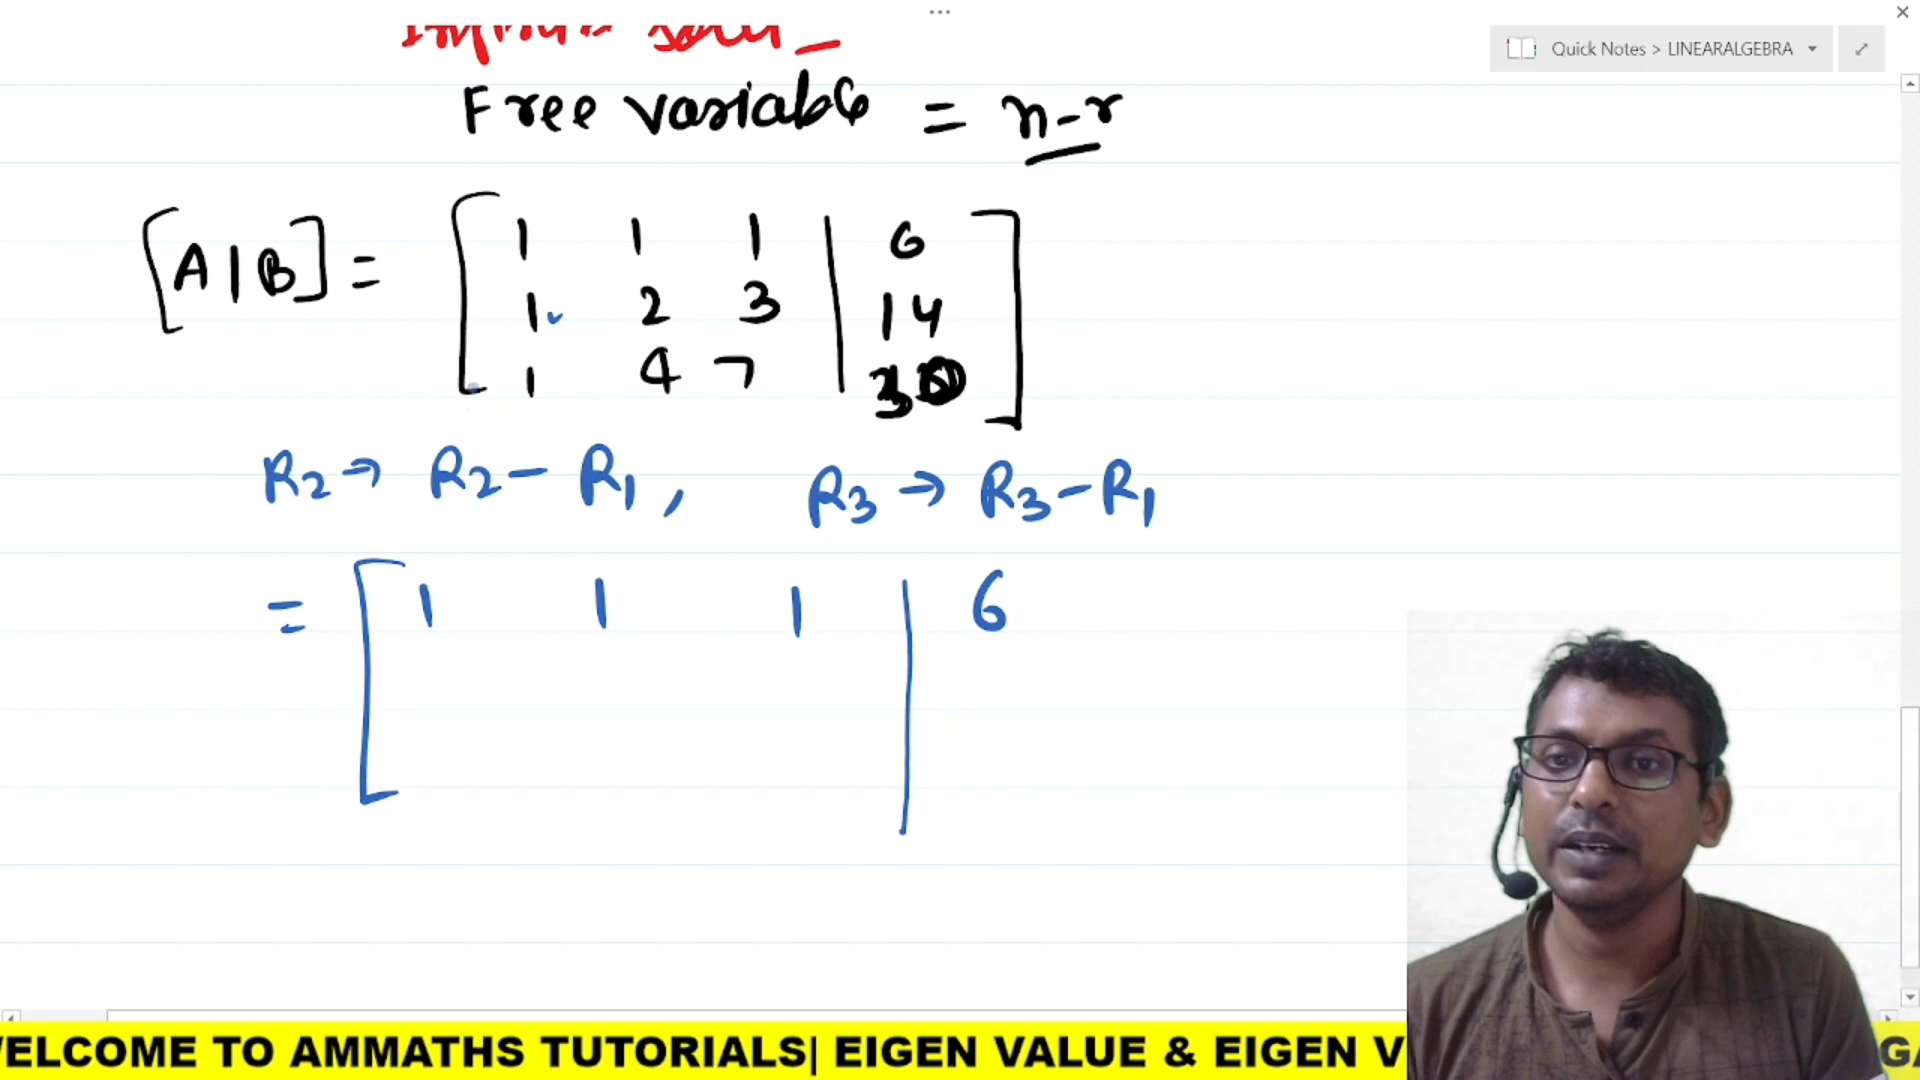 Quick Notes > LINEARALGEBRA
Free variable = n-r
[A|B] = [ 1 1 1 | 6 ]
1 2 3 | 14
1 4 7 | 30
R2 → R2 - R1, R3 → R3 - R1
= [ 1 1 1 | 6
WELCOME TO AMMATHS TUTORIALS| EIGEN VALUE & EIGEN V